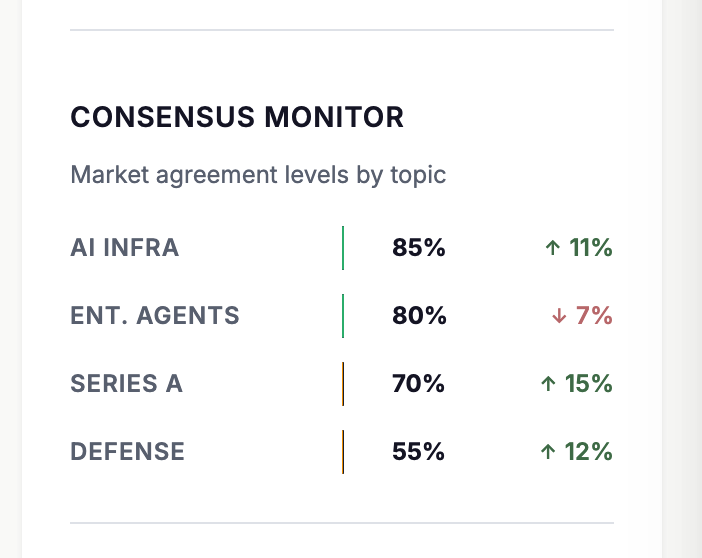 CONSENSUS MONITOR
Market agreement levels by topic
AI INFRA 85% ↑ 11%
ENT. AGENTS 80% ↓ 7%
SERIES A 70% ↑ 15%
DEFENSE 55% ↑ 12%